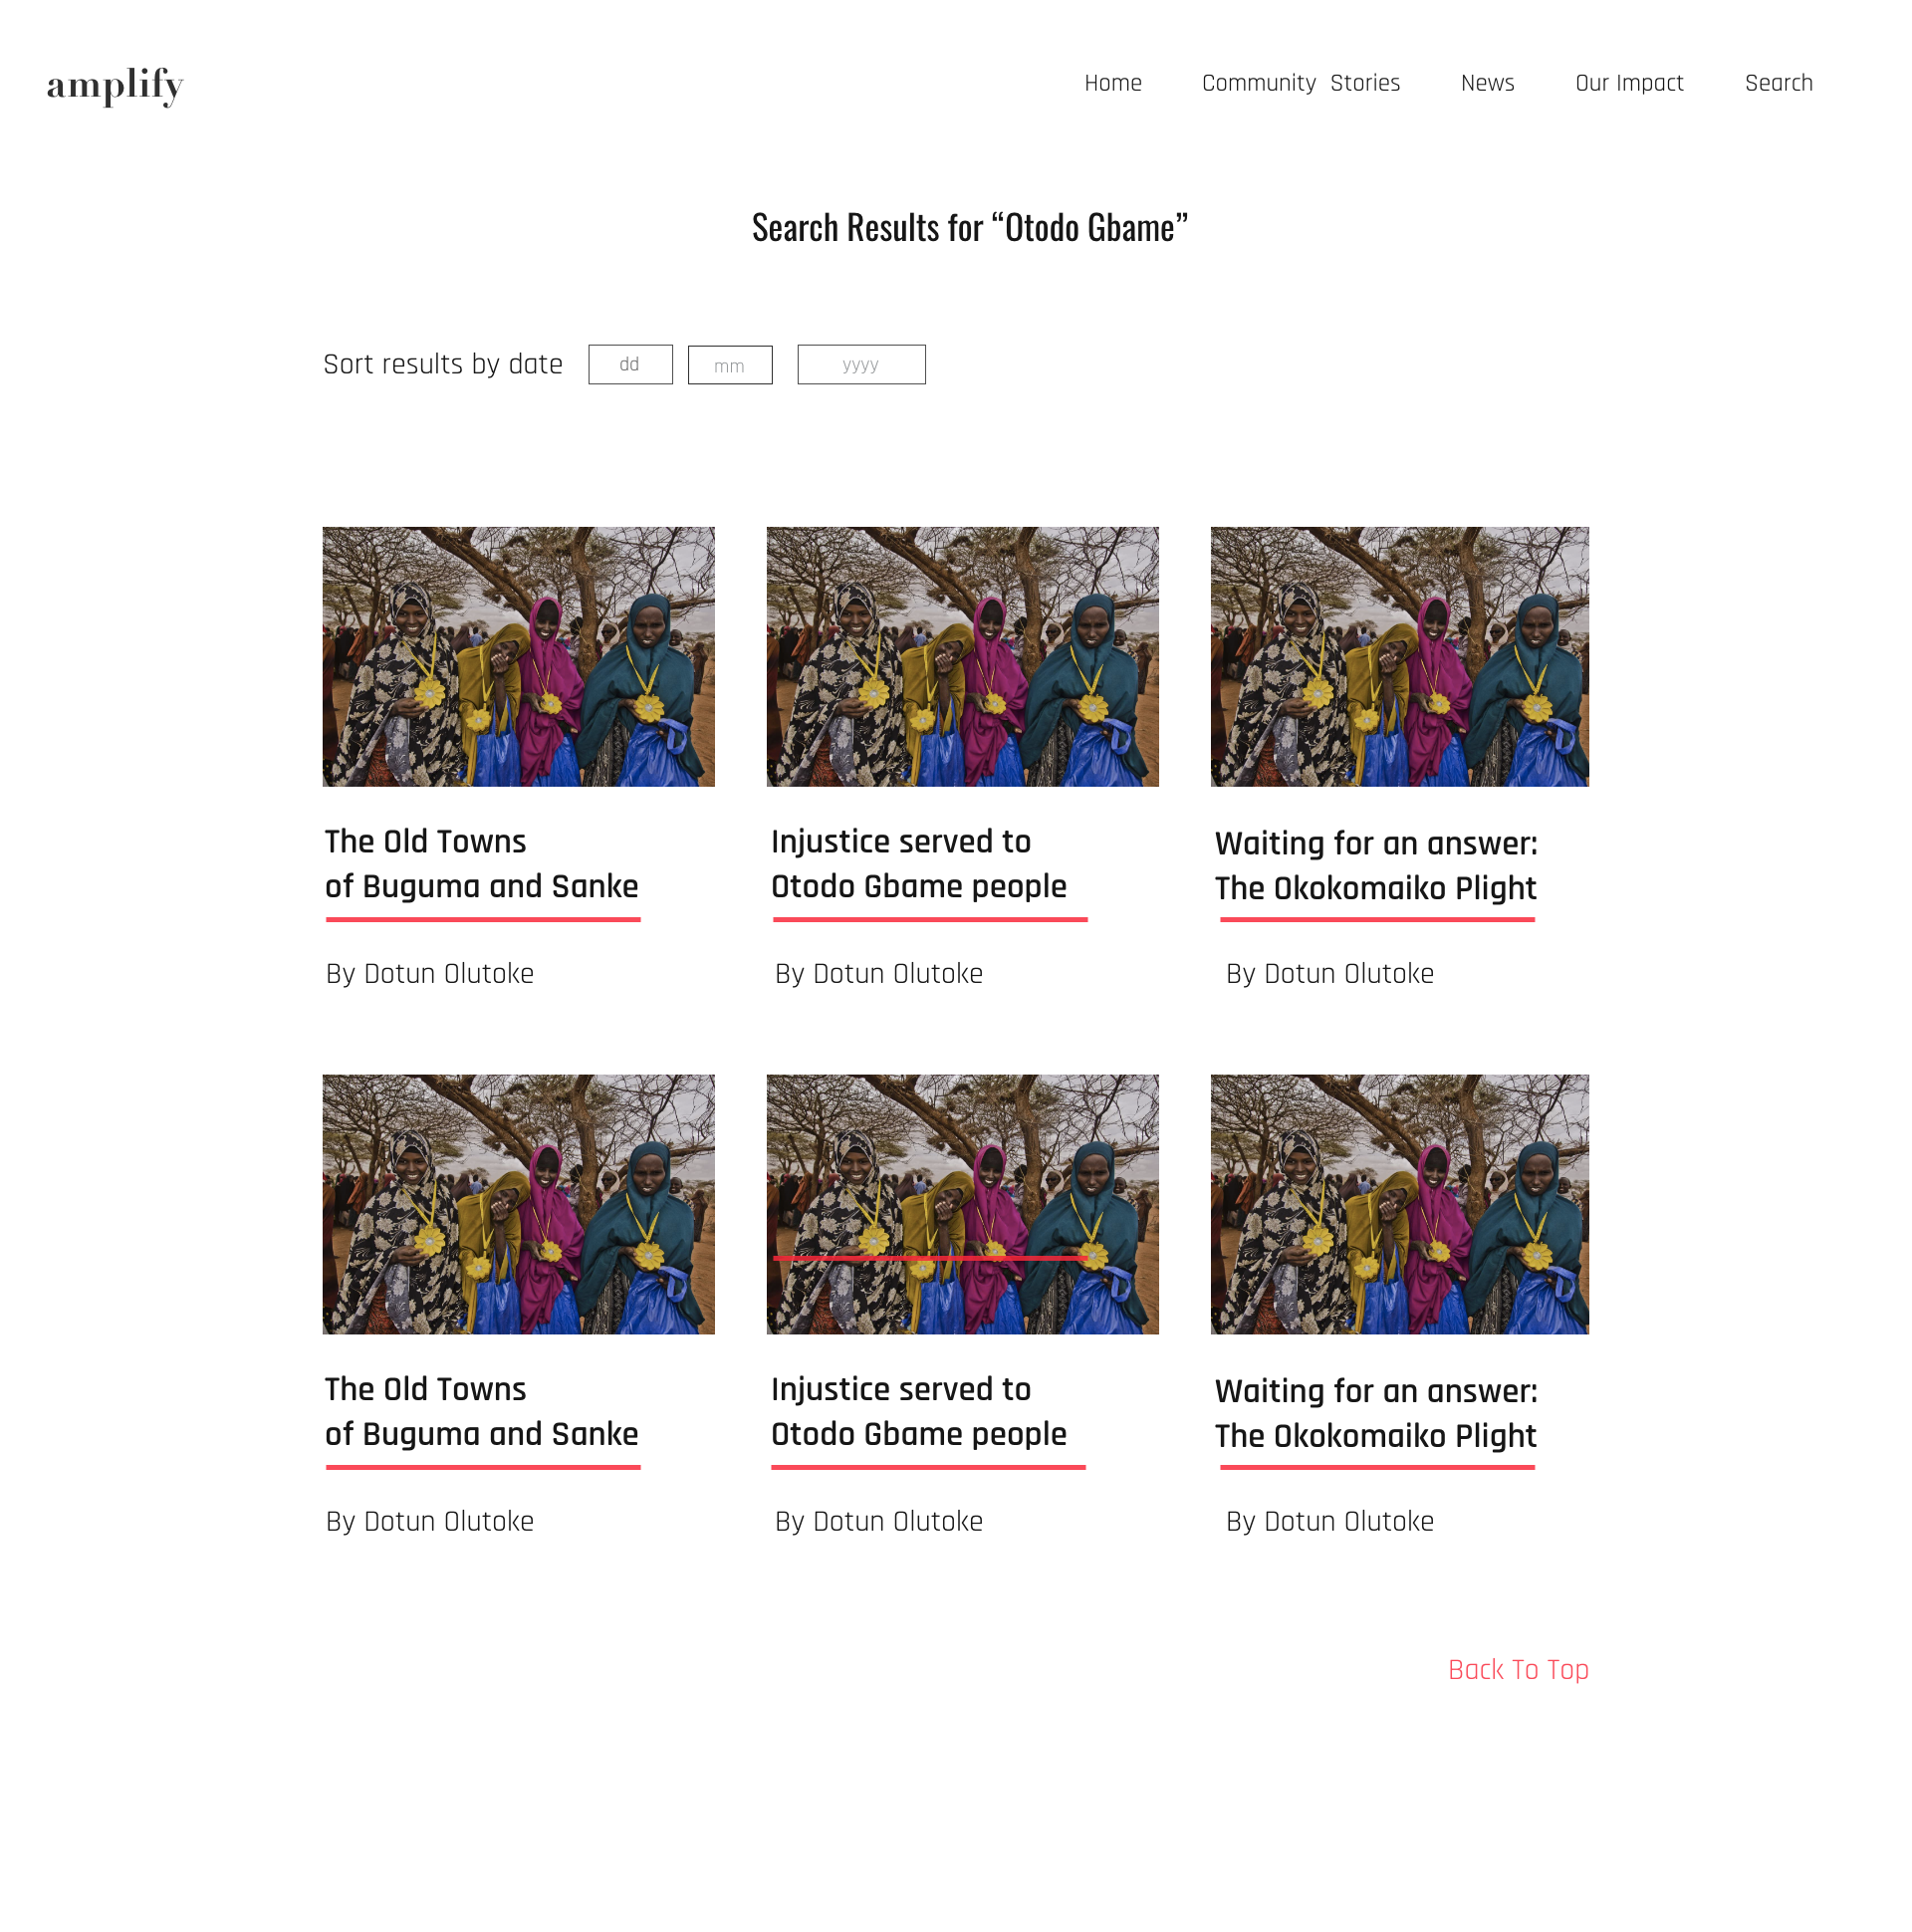 amplify
Home Community Stories News Our Impact Search
Search Results for “Otodo Gbame”
Sort results by date dd mm yyyy
The Old Towns
of Buguma and Sanke
By Dotun Olutoke
Injustice served to
Otodo Gbame people
By Dotun Olutoke
Waiting for an answer:
The Okokomaiko Plight
By Dotun Olutoke
The Old Towns
of Buguma and Sanke
By Dotun Olutoke
Injustice served to
Otodo Gbame people
By Dotun Olutoke
Waiting for an answer:
The Okokomaiko Plight
By Dotun Olutoke
Back To Top